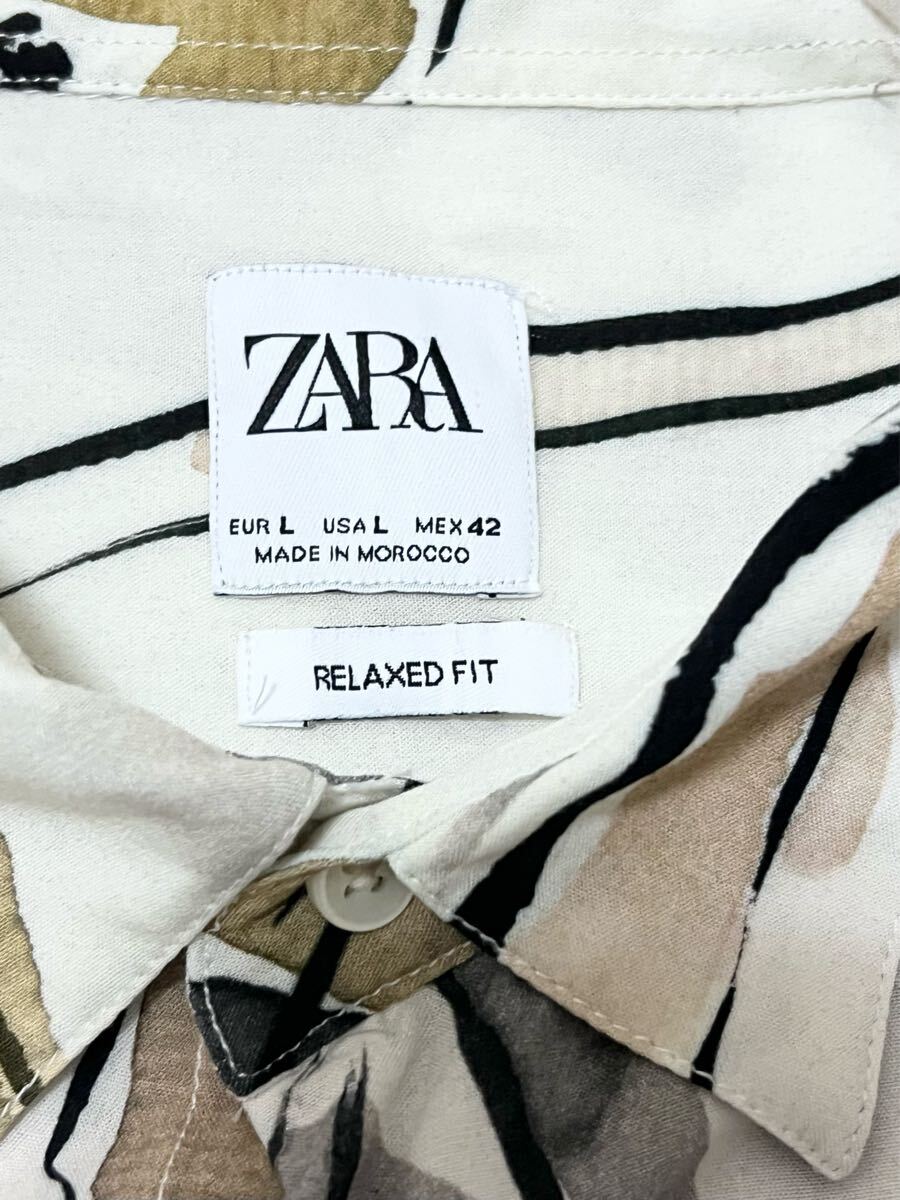 ZARA
EUR L USA L MEX 42
MADE IN MOROCCO
RELAXED FIT